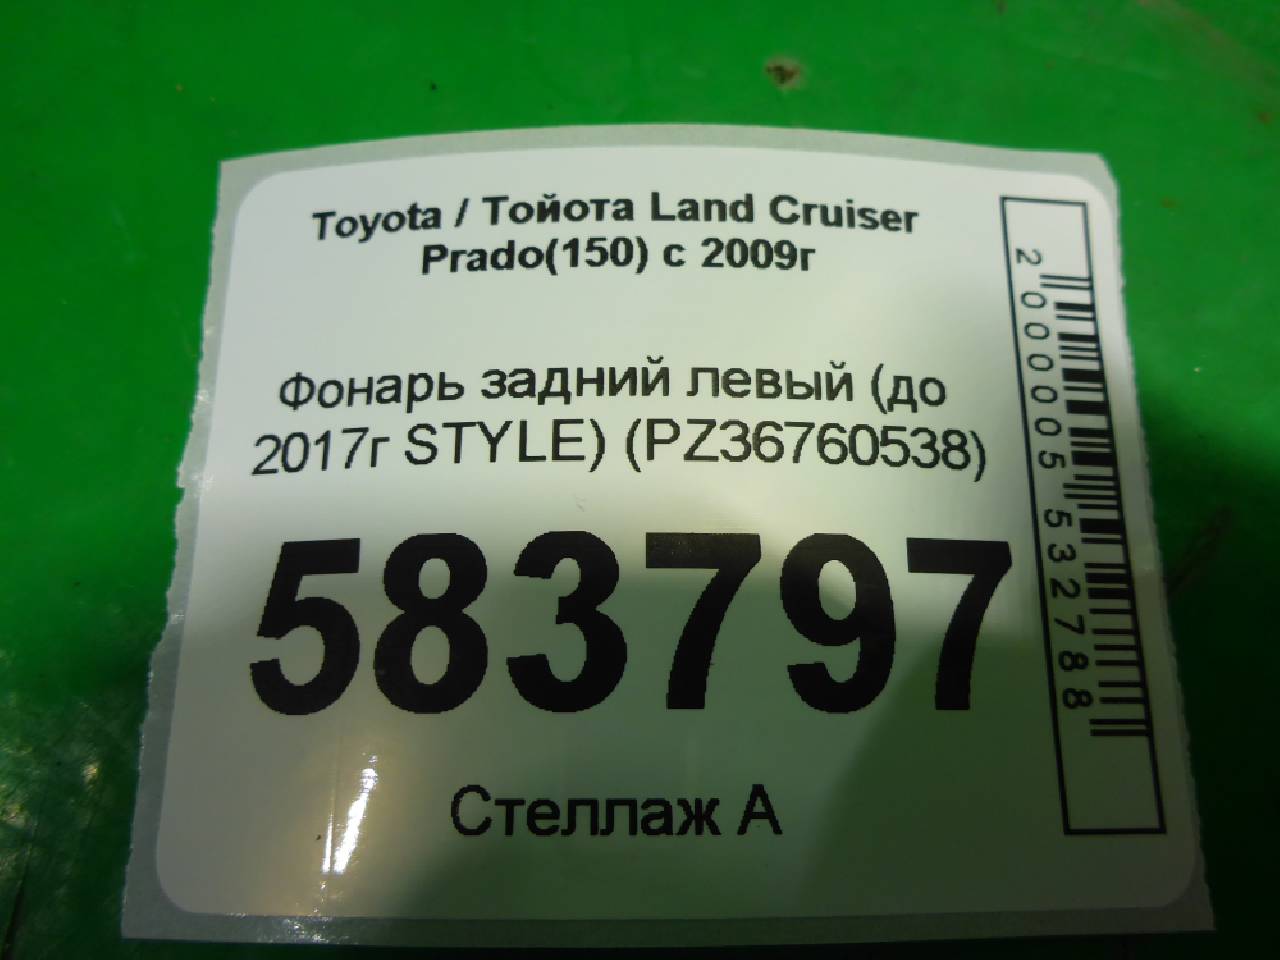 Toyota / Тойота Land Cruiser
Prado(150) с 2009г
Фонарь задний левый (до
2017г STYLE) (PZ36760538)
583797
Стеллаж А
2000005532788